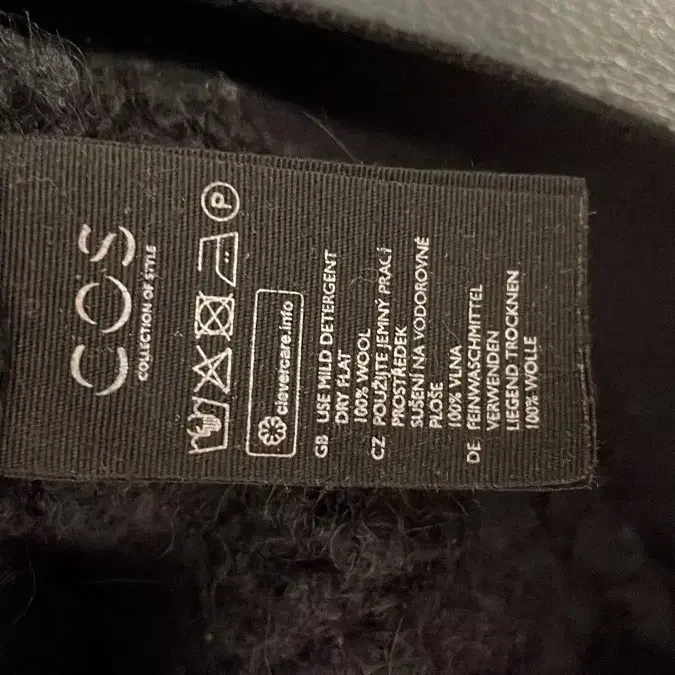 COS
COLLECTION OF STYLE
P
clevercare.info
GB USE MILD DETERGENT
DRY FLAT
100% WOOL
CZ POUŽIJTE JEMNÝ PRACÍ
PROSTŘEDEK
SUŠENÍ NA VODOROVNÉ
PLOŠE
100% VLNA
DE FEINWASCHMITTEL
VERWENDEN
LIEGEND TROCKNEN
100% WOLLE